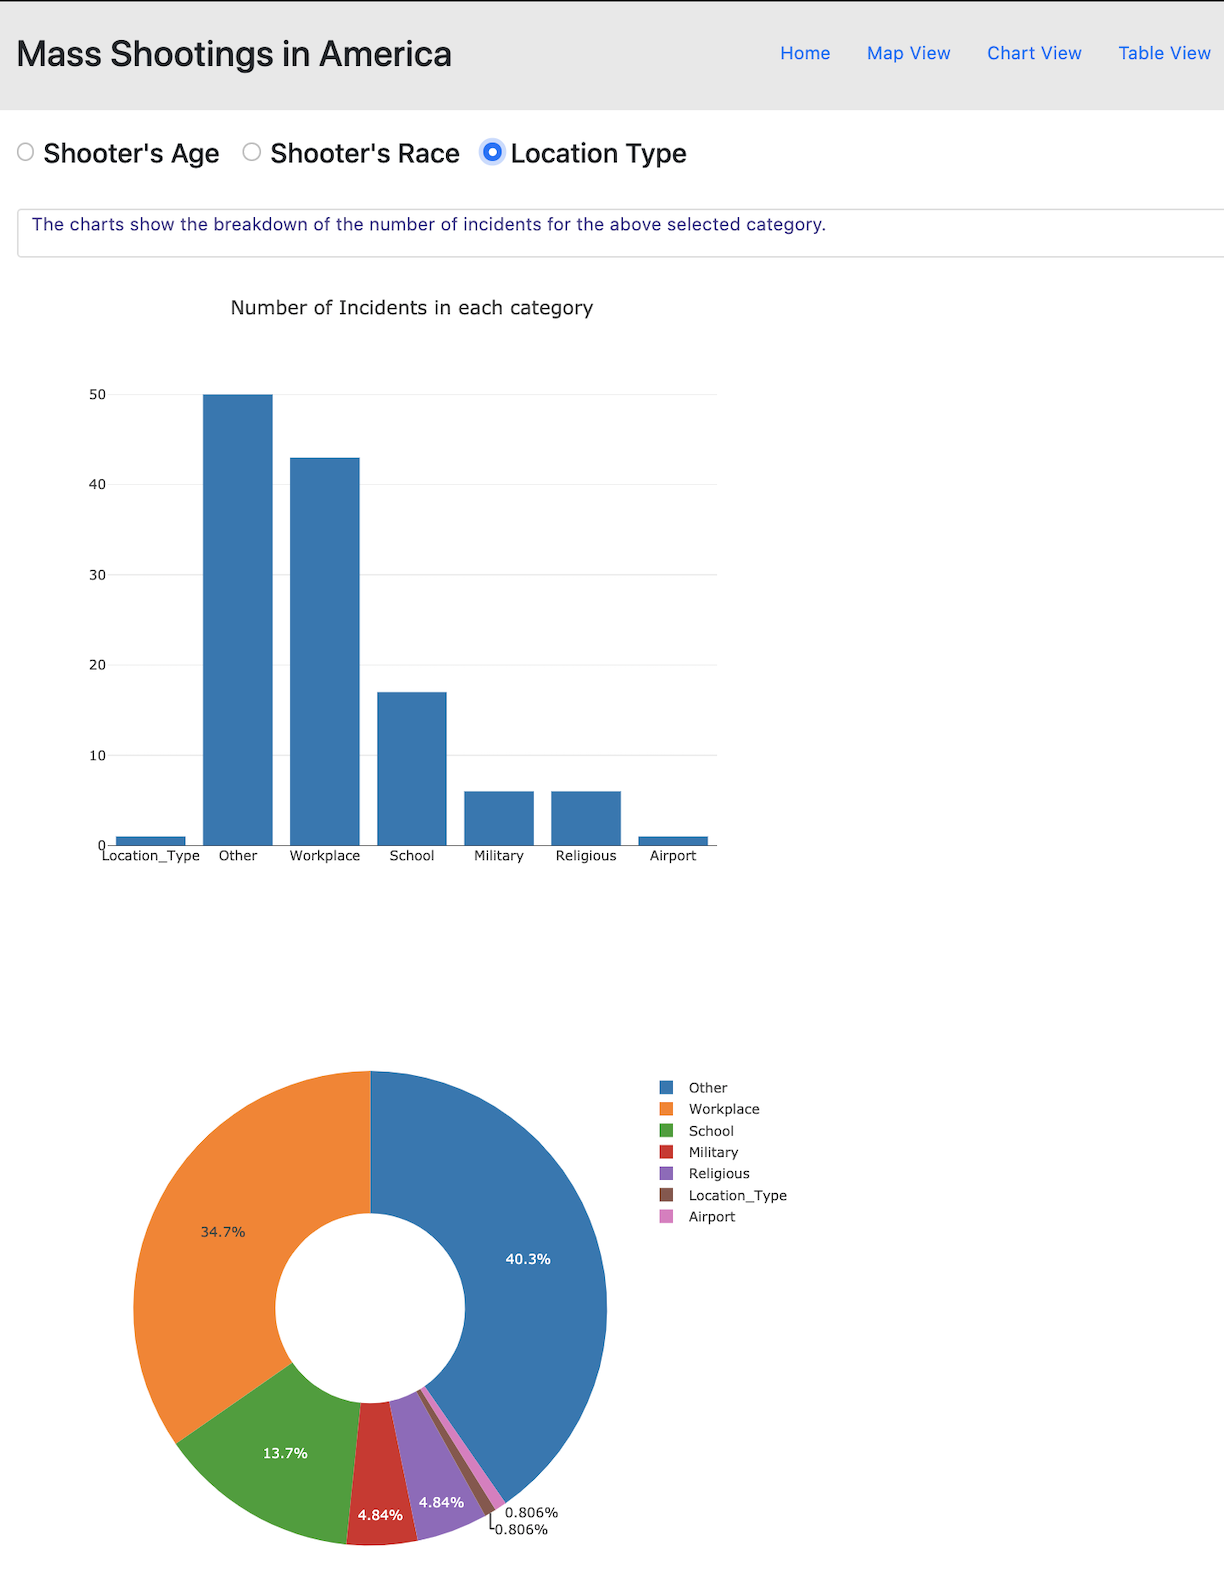 Mass Shootings in America
Home Map View Chart View Table View
Shooter's Age Shooter's Race Location Type
The charts show the breakdown of the number of incidents for the above selected category.
Number of Incidents in each category
50
40
30
20
10
0
Location_Type Other Workplace School Military Religious Airport
Other
Workplace
School
Military
Religious
Location_Type
Airport
34.7%
40.3%
13.7%
4.84%
4.84%
0.806%
0.806%